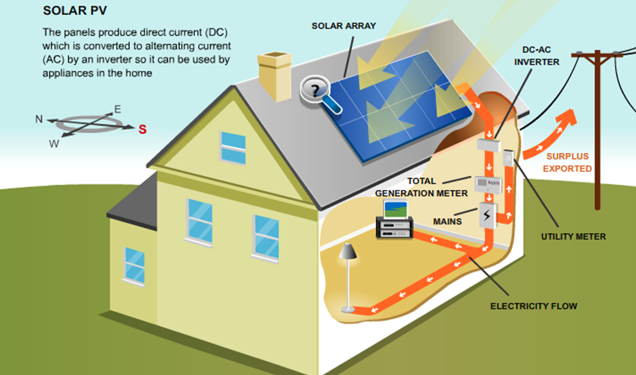 SOLAR PV
The panels produce direct current (DC)
which is converted to alternating current
(AC) by an inverter so it can be used by
appliances in the home
SOLAR ARRAY
DC-AC
INVERTER
?
N
E
S
W
SURPLUS
EXPORTED
TOTAL
GENERATION METER
MAINS
UTILITY METER
ELECTRICITY FLOW